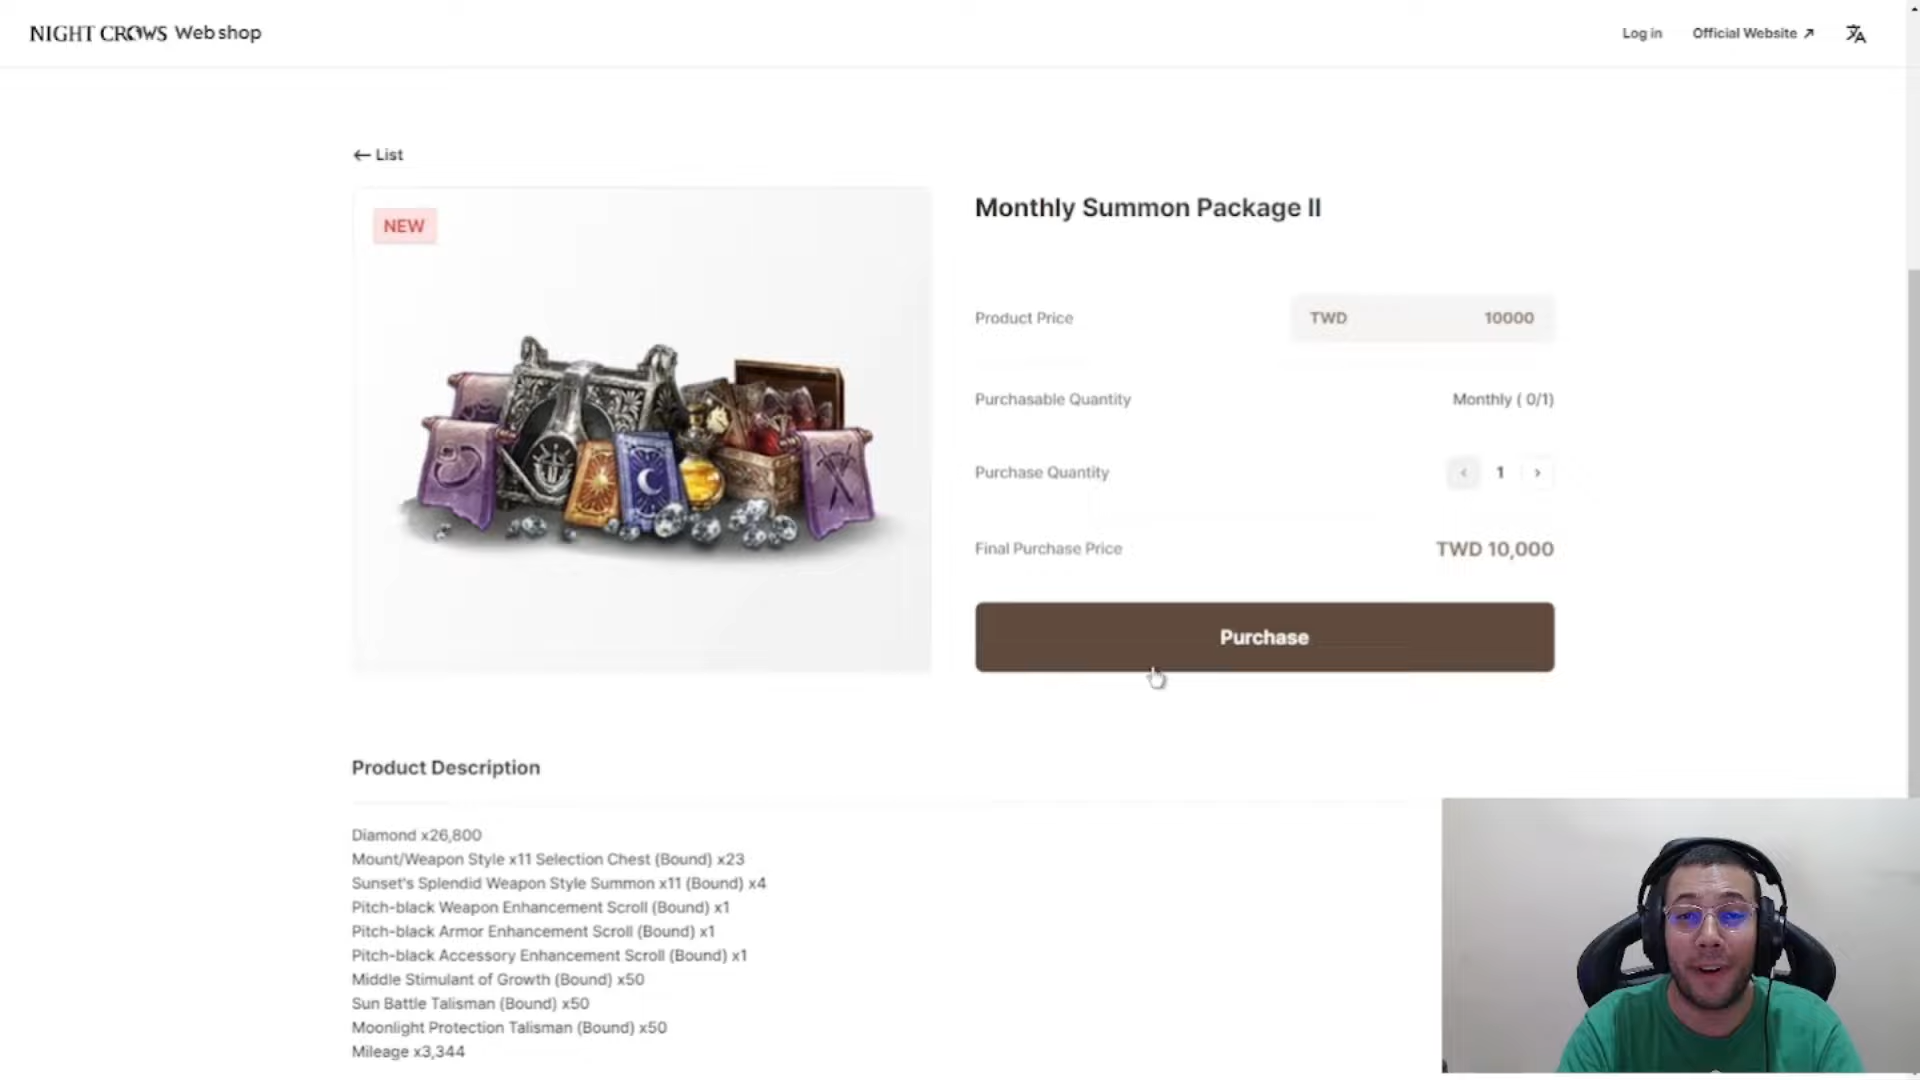 NIGHT CROWS Web shop
Log in
Official Website
← List
NEW
Monthly Summon Package II
Product Price
TWD 10000
Purchasable Quantity
Monthly ( 0/1)
Purchase Quantity
< 1 >
Final Purchase Price
TWD 10,000
Purchase
Product Description
Diamond x26,800
Mount/Weapon Style x11 Selection Chest (Bound) x23
Sunset's Splendid Weapon Style Summon x11 (Bound) x4
Pitch-black Weapon Enhancement Scroll (Bound) x1
Pitch-black Armor Enhancement Scroll (Bound) x1
Pitch-black Accessory Enhancement Scroll (Bound) x1
Middle Stimulant of Growth (Bound) x50
Sun Battle Talisman (Bound) x50
Moonlight Protection Talisman (Bound) x50
Mileage x3,344